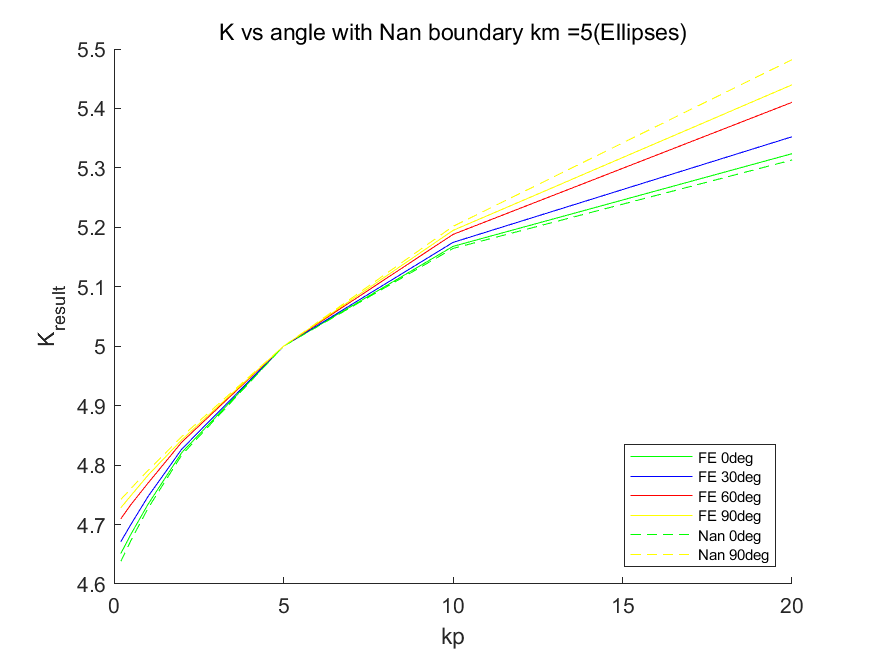 K vs angle with Nan boundary km =5(Ellipses)
5.5
5.4
5.3
5.2
5.1
5
4.9
4.8
4.7
4.6
K_result
0
5
10
15
20
kp
FE 0deg
FE 30deg
FE 60deg
FE 90deg
Nan 0deg
Nan 90deg